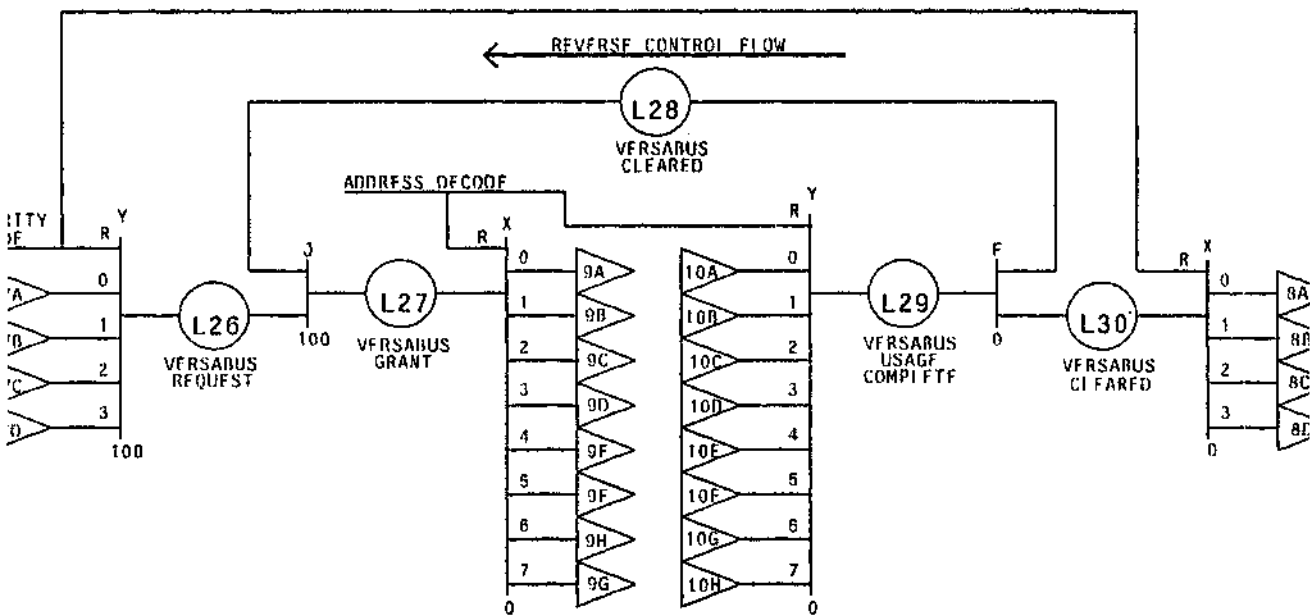 REVERSE CONTROL FLOW
L28
VERSABUS
CLEARED
ADDRESS DECODE
Y
R
0
1
2
3
100
L26
VERSABUS
REQUEST
J
100
L27
VERSABUS
GRANT
X
R
0
1
2
3
4
5
6
7
0
9A
9B
9C
9D
9E
9F
9H
9G
10A
10B
10C
10D
10E
10F
10G
10H
Y
R
0
1
2
3
4
5
6
7
0
L29
VERSABUS
USAGE
COMPLETE
F
0
L30
VERSABUS
CLEARED
X
R
0
1
2
3
0
8A
8B
8C
8D